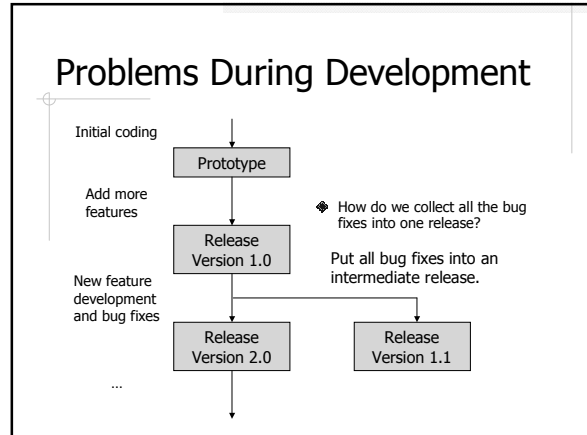 Problems During Development
Initial coding
Prototype
Add more
features
How do we collect all the bug
fixes into one release?
Release
Version 1.0
Put all bug fixes into an
intermediate release.
New feature
development
and bug fixes
Release
Version 2.0
Release
Version 1.1
...